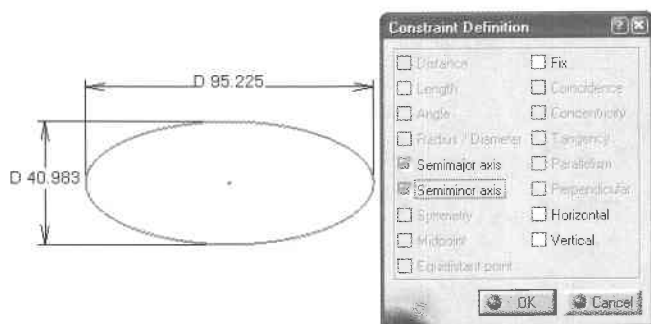 D 95.225
D 40.983
Constraint Definition
Distance
Length
Angle
Radius / Diameter
Semimajor axis
Semiminor axis
Symmetry
Midpoint
Equidistant point
Fix
Coincidence
Concentricity
Tangency
Parallelism
Perpendicular
Horizontal
Vertical
OK
Cancel